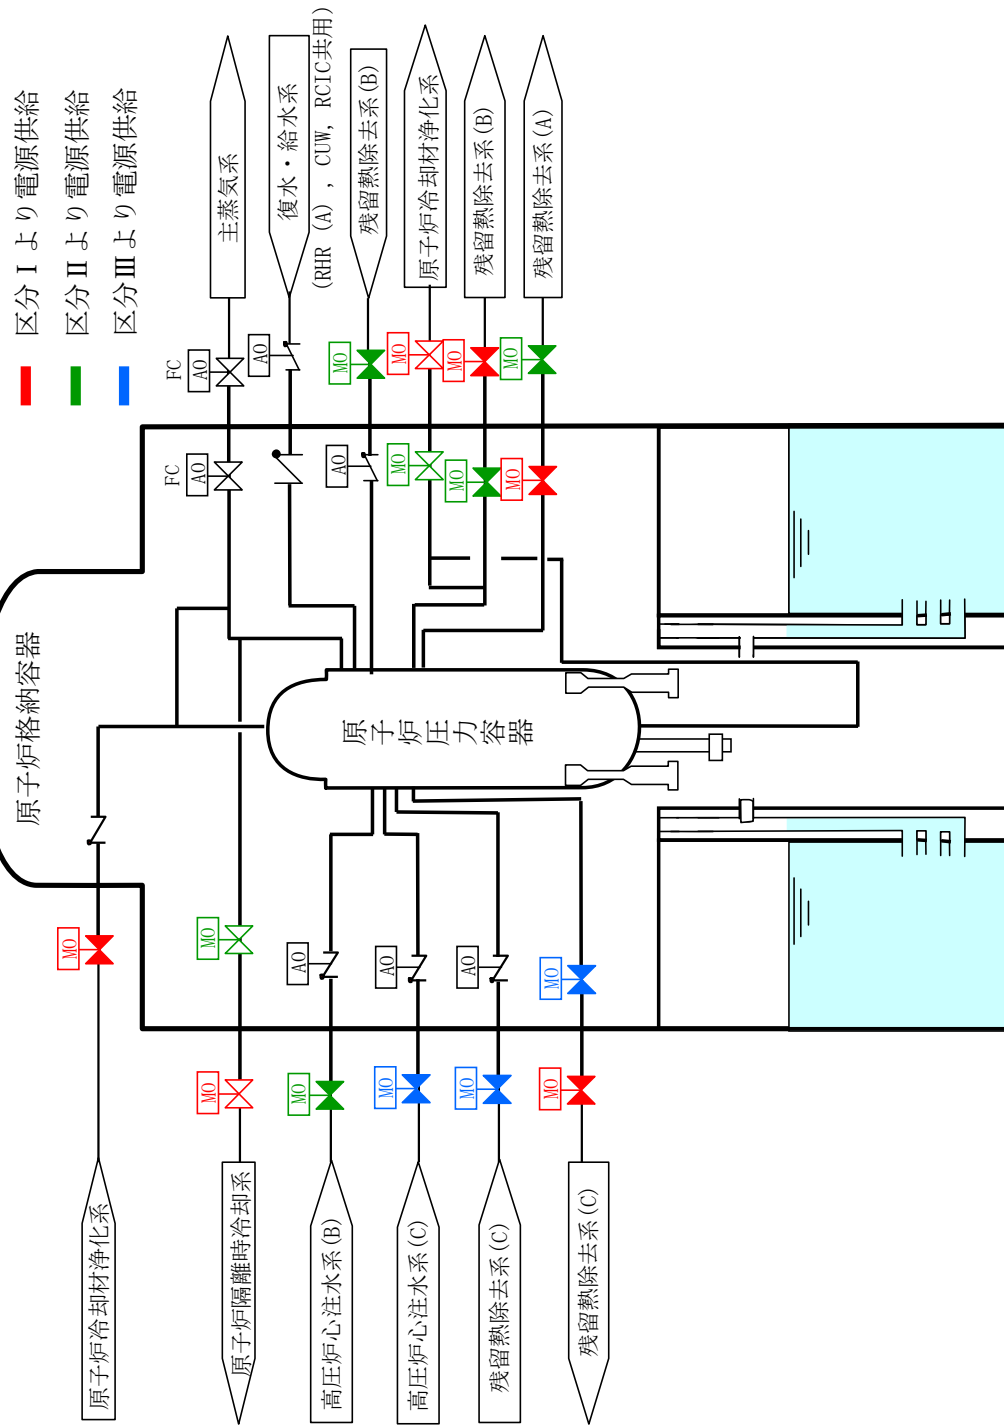 区分Ⅰより電源供給
区分Ⅱより電源供給
区分Ⅲより電源供給
主蒸気系
復水・給水系
(RHR (A) , CUW, RCIC共用)
残留熱除去系(B)
原子炉冷却材浄化系
残留熱除去系(B)
残留熱除去系(A)
FC
AO
AO
MO
MO
MO
MO
FC
AO
AO
MO
MO
MO
原子炉格納容器
原子炉圧力容器
MO
MO
AO
AO
AO
MO
MO
MO
MO
MO
MO
原子炉冷却材浄化系
原子炉隔離時冷却系
高圧炉心注水系(B)
高圧炉心注水系(C)
残留熱除去系(C)
残留熱除去系(C)